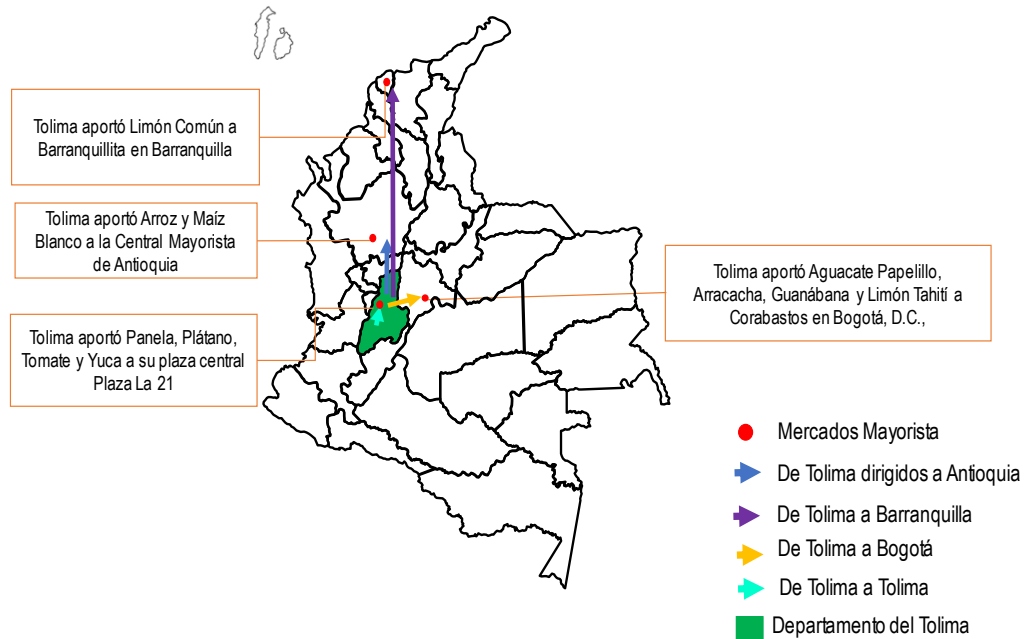 Tolima aportó Limón Común a
Barranquillita en Barranquilla
Tolima aportó Arroz y Maíz
Blanco a la Central Mayorista
de Antioquia
Tolima aportó Panela, Plátano,
Tomate y Yuca a su plaza central
Plaza La 21
Tolima aportó Aguacate Papelillo,
Arracacha, Guanábana y Limón Tahití a
Corabastos en Bogotá, D.C.,
Mercados Mayorista
De Tolima dirigidos a Antioquia
De Tolima a Barranquilla
De Tolima a Bogotá
De Tolima a Tolima
Departamento del Tolima